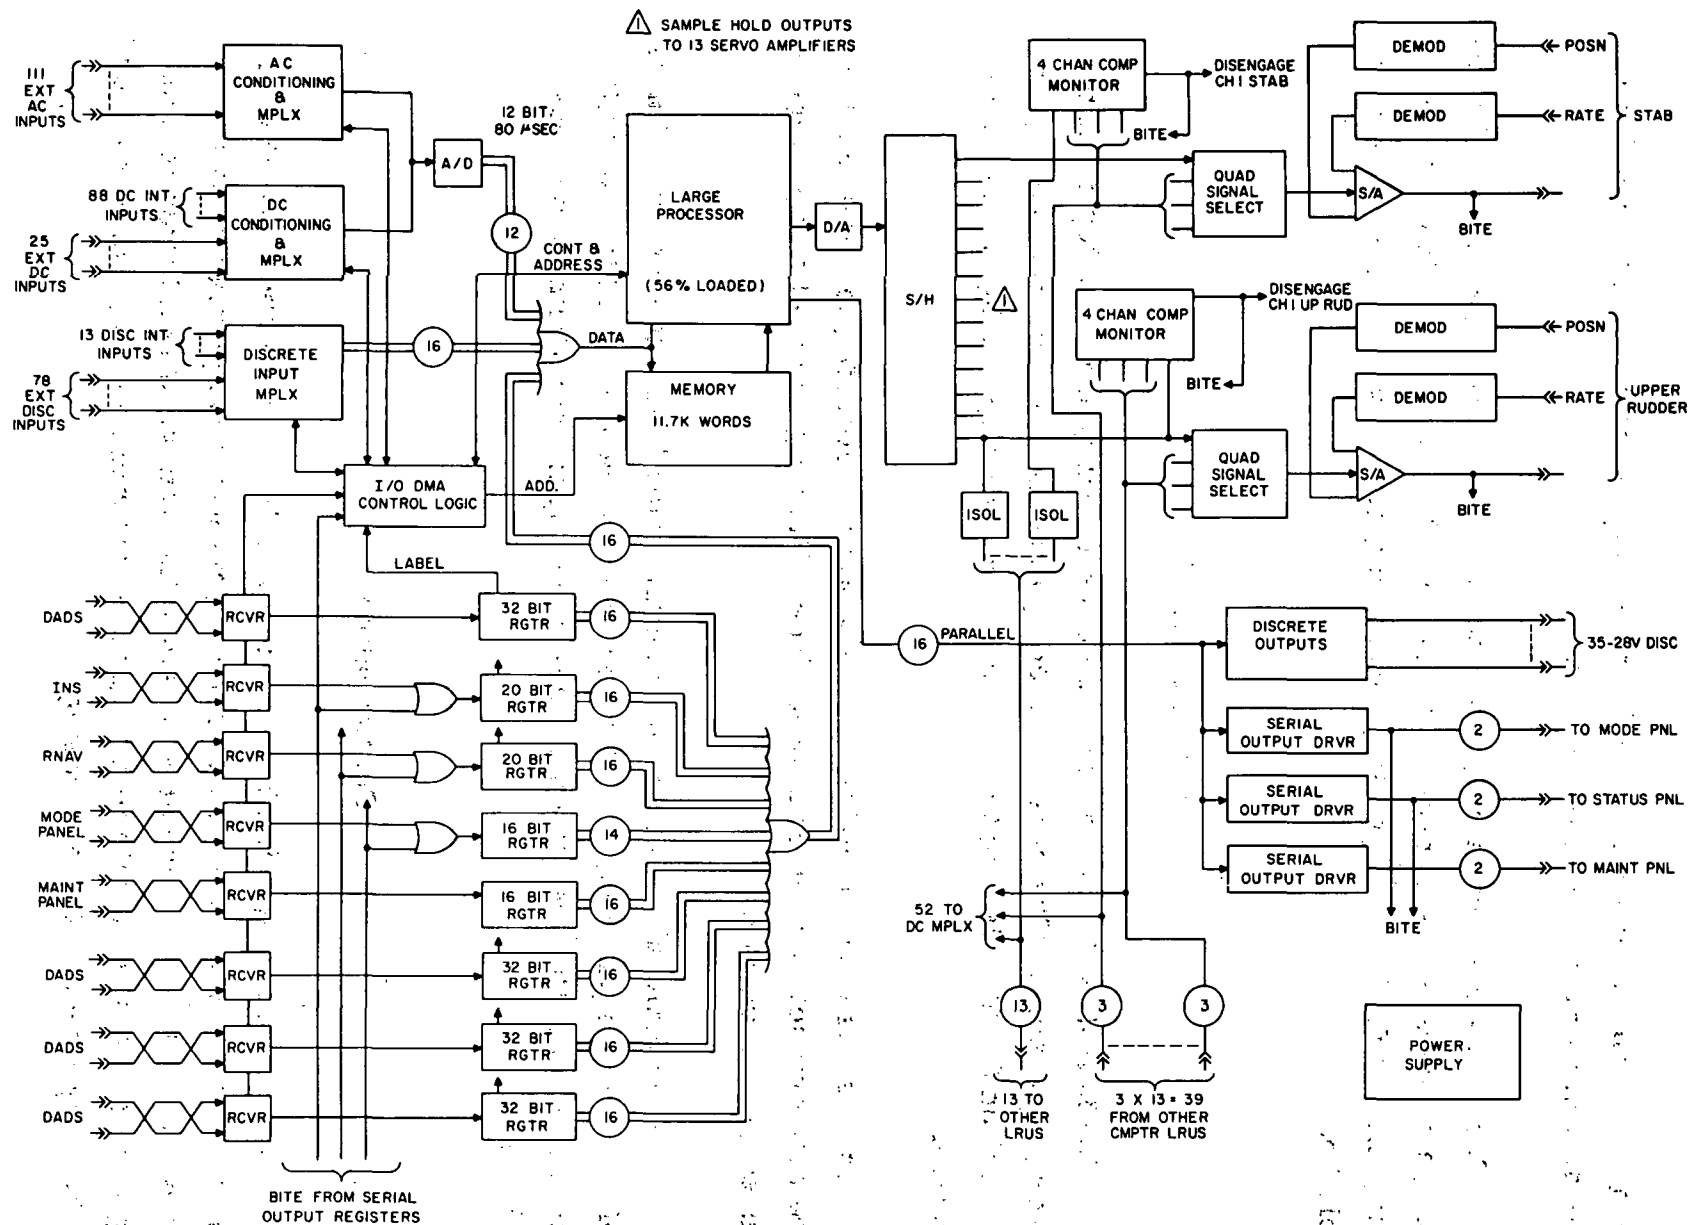 ⚠ 1 SAMPLE HOLD OUTPUTS
TO 13 SERVO AMPLIFIERS
111
EXT
AC
INPUTS
AC
CONDITIONING
&
MPLX
88 DC INT
INPUTS
25
EXT
DC
INPUTS
DC
CONDITIONING
&
MPLX
13 DISC INT
INPUTS
78
EXT
DISC
INPUTS
DISCRETE
INPUT
MPLX
A/D
12 BIT
80 µSEC
12
16
CONT &
ADDRESS
DATA
LARGE
PROCESSOR
(56% LOADED)
MEMORY
11.7K WORDS
I/O DMA
CONTROL LOGIC
ADD.
LABEL
16
D/A
S/H
1
4 CHAN COMP
MONITOR
DISENGAGE
CH 1 STAB
BITE
QUAD
SIGNAL
SELECT
DEMOD
POSN
DEMOD
RATE
STAB
S/A
BITE
4 CHAN COMP
MONITOR
DISENGAGE
CH 1 UP RUD
BITE
QUAD
SIGNAL
SELECT
DEMOD
POSN
DEMOD
RATE
UPPER
RUDDER
S/A
BITE
ISOL
ISOL
DADS
RCVR
32 BIT
RGTR
16
INS
RCVR
20 BIT
RGTR
16
RNAV
RCVR
20 BIT
RGTR
16
MODE
PANEL
RCVR
16 BIT
RGTR
14
MAINT
PANEL
RCVR
16 BIT
RGTR
16
DADS
RCVR
32 BIT
RGTR
16
DADS
RCVR
32 BIT
RGTR
16
DADS
RCVR
32 BIT
RGTR
16
BITE FROM SERIAL
OUTPUT REGISTERS
16
PARALLEL
DISCRETE
OUTPUTS
35-28V DISC
SERIAL
OUTPUT DRVR
2
TO MODE PNL
SERIAL
OUTPUT DRVR
2
TO STATUS PNL
SERIAL
OUTPUT DRVR
2
TO MAINT PNL
BITE
52 TO
DC MPLX
13
3
3
13 TO
OTHER
LRUS
3 X 13 = 39
FROM OTHER
CMPTR LRUS
POWER
SUPPLY